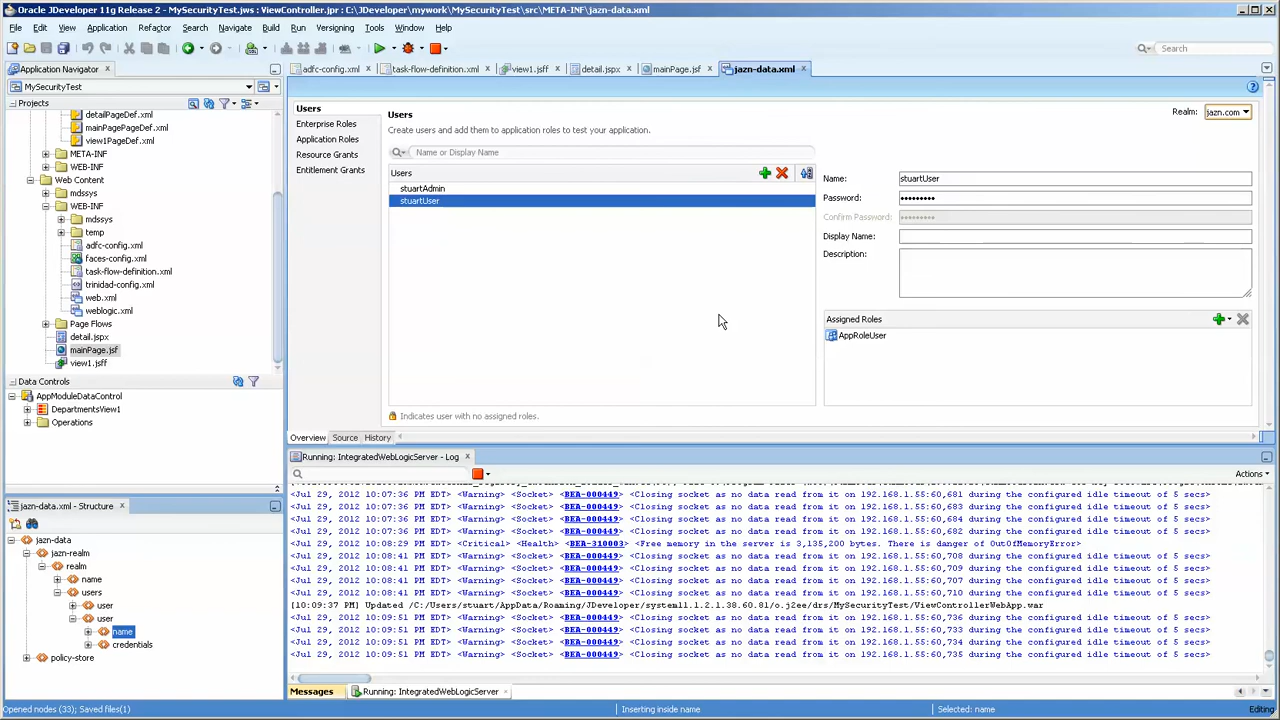 Oracle JDeveloper 11g Release 2 - MySecurityTest.jws : ViewController.jpr : C:\JDeveloper\mywork\MySecurityTest\src\META-INF\jazn-data.xml
File Edit View Application Refactor Search Navigate Build Run Versioning Tools Window Help
Search
Application Navigator
adfc-config.xml task-flow-definition.xml view1.jsff detail.jspx mainPage.jsf jazn-data.xml
MySecurityTest
Projects
detailPageDef.xml
mainPagePageDef.xml
view1PageDef.xml
META-INF
WEB-INF
Web Content
mdssys
WEB-INF
mdssys
temp
adfc-config.xml
faces-config.xml
task-flow-definition.xml
trinidad-config.xml
web.xml
weblogic.xml
Page Flows
detail.jspx
mainPage.jsf
view1.jsff
Data Controls
AppModuleDataControl
DepartmentsView1
Operations
jazn-data.xml - Structure
jazn-data
jazn-realm
realm
name
users
user
user
name
credentials
policy-store
Users
Enterprise Roles
Application Roles
Resource Grants
Entitlement Grants
Users
Realm: jazn.com
Create users and add them to application roles to test your application.
Name or Display Name
Users
stuartAdmin
stuartUser
Name: stuartUser
Password: •••••••••
Confirm Password: •••••••••
Display Name:
Description:
Assigned Roles
AppRoleUser
Indicates user with no assigned roles.
Overview Source History
Running: IntegratedWebLogicServer - Log
Actions
<Jul 29, 2012 10:07:36 PM EDT> <Warning> <Socket> <BEA-000449> <Closing socket as no data read from it on 192.168.1.55:60,681 during the configured idle timeout of 5 secs>
<Jul 29, 2012 10:07:36 PM EDT> <Warning> <Socket> <BEA-000449> <Closing socket as no data read from it on 192.168.1.55:60,683 during the configured idle timeout of 5 secs>
<Jul 29, 2012 10:07:36 PM EDT> <Warning> <Socket> <BEA-000449> <Closing socket as no data read from it on 192.168.1.55:60,684 during the configured idle timeout of 5 secs>
<Jul 29, 2012 10:07:36 PM EDT> <Warning> <Socket> <BEA-000449> <Closing socket as no data read from it on 192.168.1.55:60,682 during the configured idle timeout of 5 secs>
<Jul 29, 2012 10:08:29 PM EDT> <Critical> <Health> <BEA-310003> <Free memory in the server is 3,135,200 bytes. There is danger of OutOfMemoryError>
<Jul 29, 2012 10:08:41 PM EDT> <Warning> <Socket> <BEA-000449> <Closing socket as no data read from it on 192.168.1.55:60,708 during the configured idle timeout of 5 secs>
<Jul 29, 2012 10:08:41 PM EDT> <Warning> <Socket> <BEA-000449> <Closing socket as no data read from it on 192.168.1.55:60,709 during the configured idle timeout of 5 secs>
<Jul 29, 2012 10:08:41 PM EDT> <Warning> <Socket> <BEA-000449> <Closing socket as no data read from it on 192.168.1.55:60,707 during the configured idle timeout of 5 secs>
<Jul 29, 2012 10:08:41 PM EDT> <Warning> <Socket> <BEA-000449> <Closing socket as no data read from it on 192.168.1.55:60,710 during the configured idle timeout of 5 secs>
[10:09:37 PM] Updated /C:/Users/stuart/AppData/Roaming/JDeveloper/system11.1.2.1.38.60.81/o.j2ee/drs/MySecurityTest/ViewControllerWebApp.war
<Jul 29, 2012 10:09:51 PM EDT> <Warning> <Socket> <BEA-000449> <Closing socket as no data read from it on 192.168.1.55:60,736 during the configured idle timeout of 5 secs>
<Jul 29, 2012 10:09:51 PM EDT> <Warning> <Socket> <BEA-000449> <Closing socket as no data read from it on 192.168.1.55:60,733 during the configured idle timeout of 5 secs>
<Jul 29, 2012 10:09:51 PM EDT> <Warning> <Socket> <BEA-000449> <Closing socket as no data read from it on 192.168.1.55:60,734 during the configured idle timeout of 5 secs>
<Jul 29, 2012 10:09:51 PM EDT> <Warning> <Socket> <BEA-000449> <Closing socket as no data read from it on 192.168.1.55:60,735 during the configured idle timeout of 5 secs>
Messages Running: IntegratedWebLogicServer
Opened nodes (33); Saved files(1) Inserting inside name Selected: name Editing